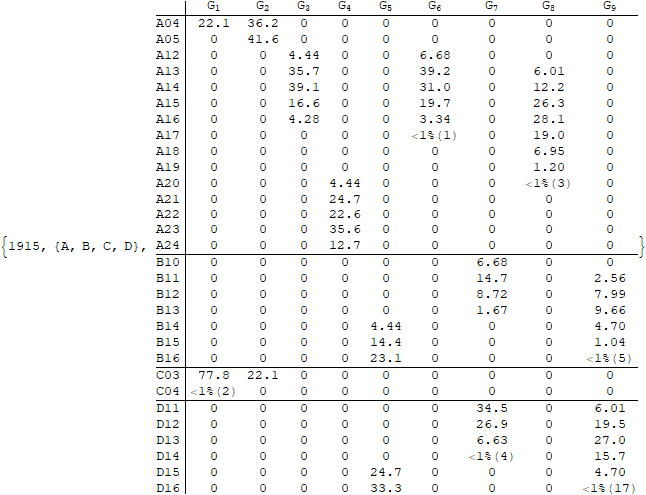 G1 G2 G3 G4 G5 G6 G7 G8 G9
A04 22.1 36.2 0 0 0 0 0 0 0
A05 0 41.6 0 0 0 0 0 0 0
A12 0 0 4.44 0 0 6.68 0 0 0
A13 0 0 35.7 0 0 39.2 0 6.01 0
A14 0 0 39.1 0 0 31.0 0 12.2 0
A15 0 0 16.6 0 0 19.7 0 26.3 0
A16 0 0 4.28 0 0 3.34 0 28.1 0
A17 0 0 0 0 0 <1%(1) 0 19.0 0
A18 0 0 0 0 0 0 0 6.95 0
A19 0 0 0 0 0 0 0 1.20 0
A20 0 0 0 4.44 0 0 0 <1%(3) 0
A21 0 0 0 24.7 0 0 0 0 0
A22 0 0 0 22.6 0 0 0 0 0
A23 0 0 0 35.6 0 0 0 0 0
{1915, {A, B, C, D}, A24 0 0 0 12.7 0 0 0 0 0 }
B10 0 0 0 0 0 0 6.68 0 0
B11 0 0 0 0 0 0 14.7 0 2.56
B12 0 0 0 0 0 0 8.72 0 7.99
B13 0 0 0 0 0 0 1.67 0 9.66
B14 0 0 0 0 4.44 0 0 0 4.70
B15 0 0 0 0 14.4 0 0 0 1.04
B16 0 0 0 0 23.1 0 0 0 <1%(5)
C03 77.8 22.1 0 0 0 0 0 0 0
C04 <1%(2) 0 0 0 0 0 0 0 0
D11 0 0 0 0 0 0 34.5 0 6.01
D12 0 0 0 0 0 0 26.9 0 19.5
D13 0 0 0 0 0 0 6.63 0 27.0
D14 0 0 0 0 0 0 <1%(4) 0 15.7
D15 0 0 0 0 24.7 0 0 0 4.70
D16 0 0 0 0 33.3 0 0 0 <1%(17)